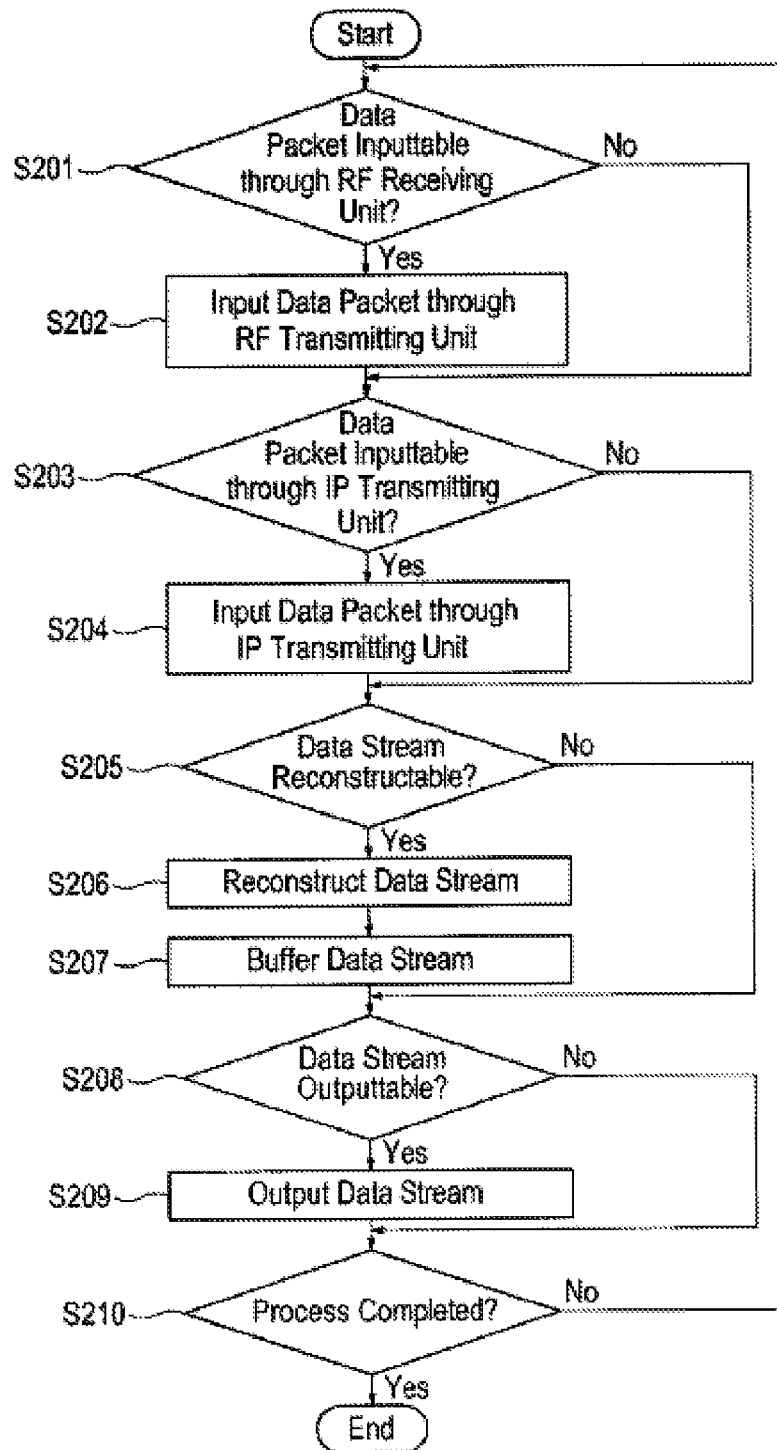 Start
Data
Packet Inputtable
through RF Receiving
Unit?
S201
No
Yes
Input Data Packet through
RF Transmitting Unit
S202
Data
Packet Inputtable
through IP Transmitting
Unit?
S203
No
Yes
Input Data Packet through
IP Transmitting Unit
S204
Data Stream
Reconstructable?
S205
No
Yes
S206
Reconstruct Data Stream
S207
Buffer Data Stream
Data Stream
Outputtable?
S208
No
Yes
S209
Output Data Stream
S210
Process Completed?
No
Yes
End